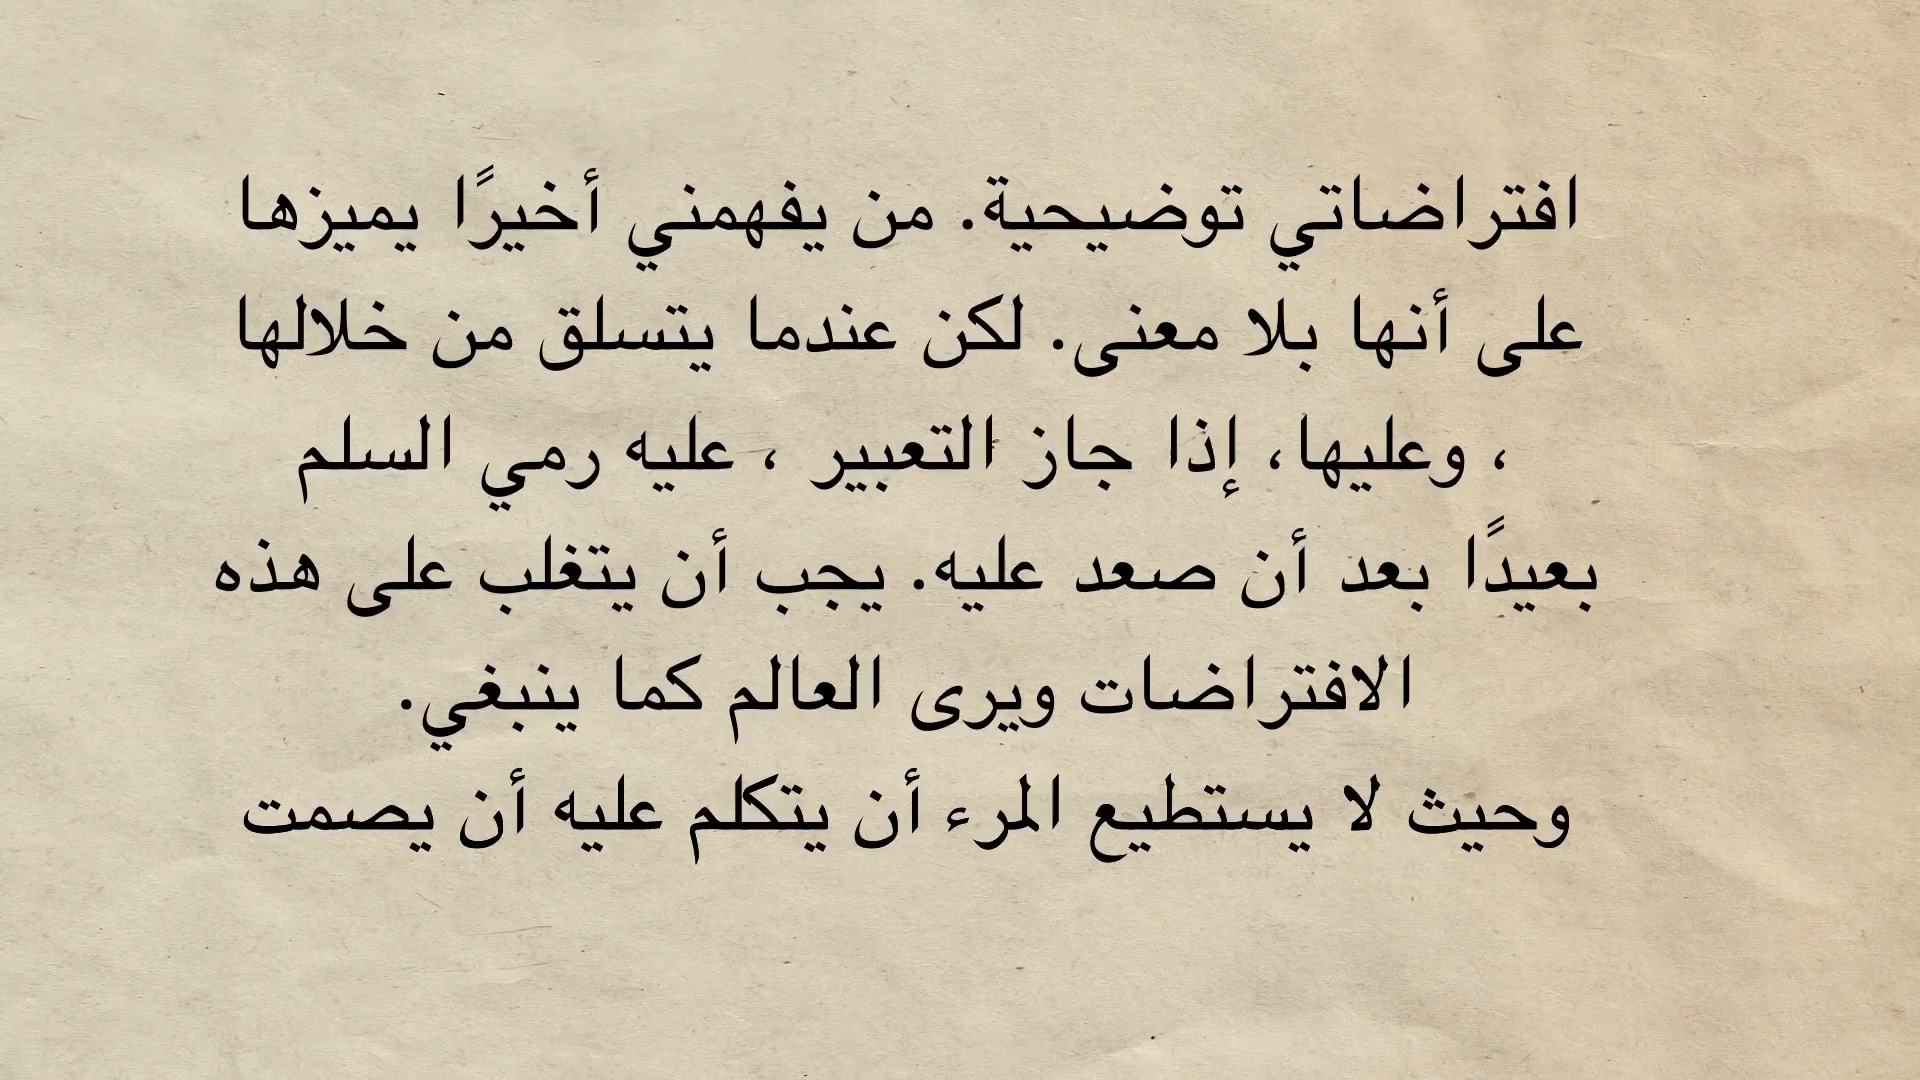 افتراضاتي توضيحية. من يفهمني أخيرًا يميزها
على أنها بلا معنى. لكن عندما يتسلق من خلالها
، وعليها، إذا جاز التعبير ، عليه رمي السلم
بعيدًا بعد أن صعد عليه. يجب أن يتغلب على هذه
الافتراضات ويرى العالم كما ينبغي.
وحيث لا يستطيع المرء أن يتكلم عليه أن يصمت